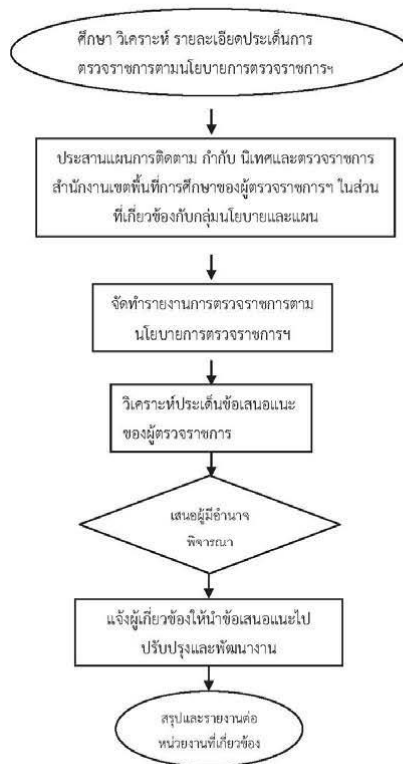 ศึกษา วิเคราะห์ รายละเอียดประเด็นการ
ตรวจราชการตามนโยบายการตรวจราชการฯ
ประสานแผนการติดตาม กำกับ นิเทศและตรวจราชการ
สำนักงานเขตพื้นที่การศึกษาของผู้ตรวจราชการฯ ในส่วน
ที่เกี่ยวข้องกับกลุ่มนโยบายและแผน
จัดทำรายงานการตรวจราชการตาม
นโยบายการตรวจราชการฯ
วิเคราะห์ประเด็นข้อเสนอแนะ
ของผู้ตรวจราชการ
เสนอผู้มีอำนาจ
พิจารณา
แจ้งผู้เกี่ยวข้องให้นำข้อเสนอแนะไป
ปรับปรุงและพัฒนางาน
สรุปและรายงานต่อ
หน่วยงานที่เกี่ยวข้อง